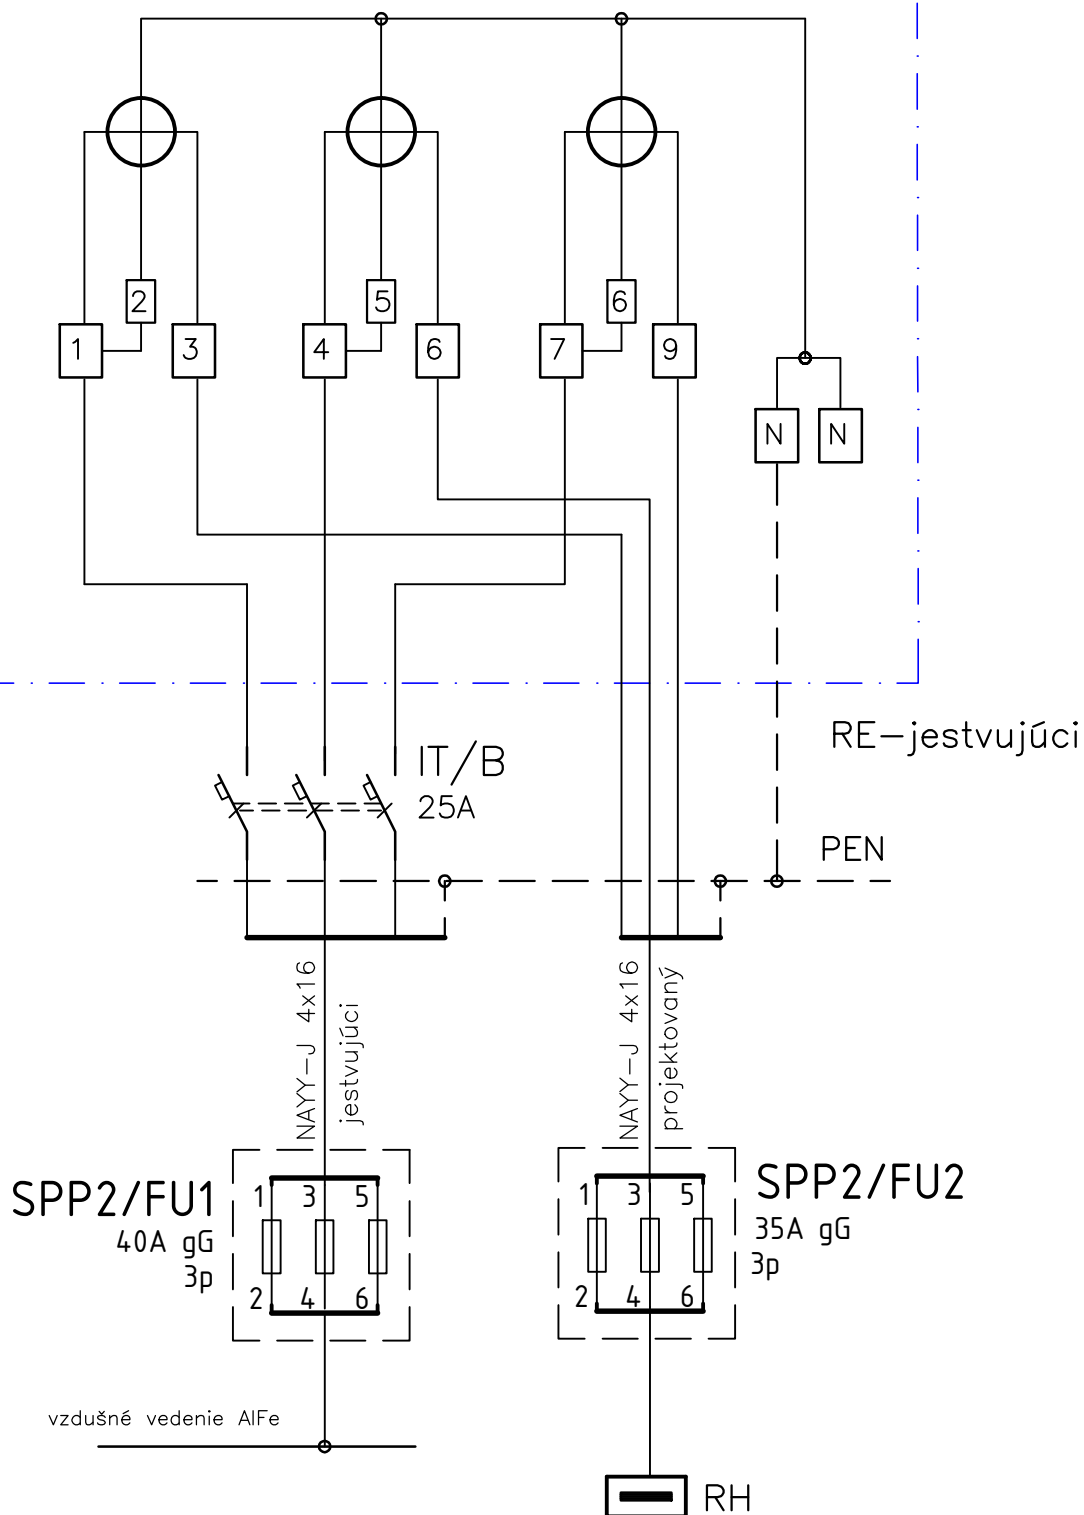 2
5
6
1
3
4
6
7
9
N
N
RE-jestvujúci
IT/B
25A
PEN
NAYY-J 4x16
jestvujúci
NAYY-J 4x16
projektovaný
SPP2/FU1
40A gG
3p
1 3 5
2 4 6
1 3 5
2 4 6
SPP2/FU2
35A gG
3p
vzdušné vedenie AlFe
RH